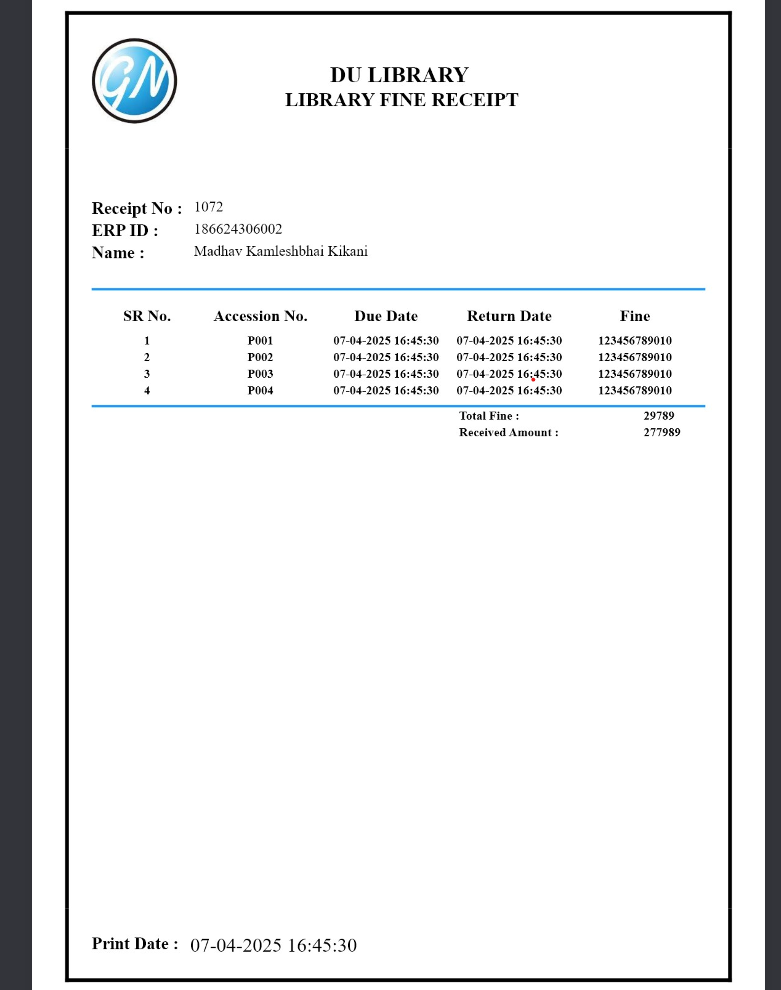 GN
DU LIBRARY
LIBRARY FINE RECEIPT
Receipt No : 1072
ERP ID : 186624306002
Name : Madhav Kamleshbhai Kikani
SR No. Accession No. Due Date Return Date Fine
1 P001 07-04-2025 16:45:30 07-04-2025 16:45:30 123456789010
2 P002 07-04-2025 16:45:30 07-04-2025 16:45:30 123456789010
3 P003 07-04-2025 16:45:30 07-04-2025 16:45:30 123456789010
4 P004 07-04-2025 16:45:30 07-04-2025 16:45:30 123456789010
Total Fine : 29789
Received Amount : 277989
Print Date : 07-04-2025 16:45:30